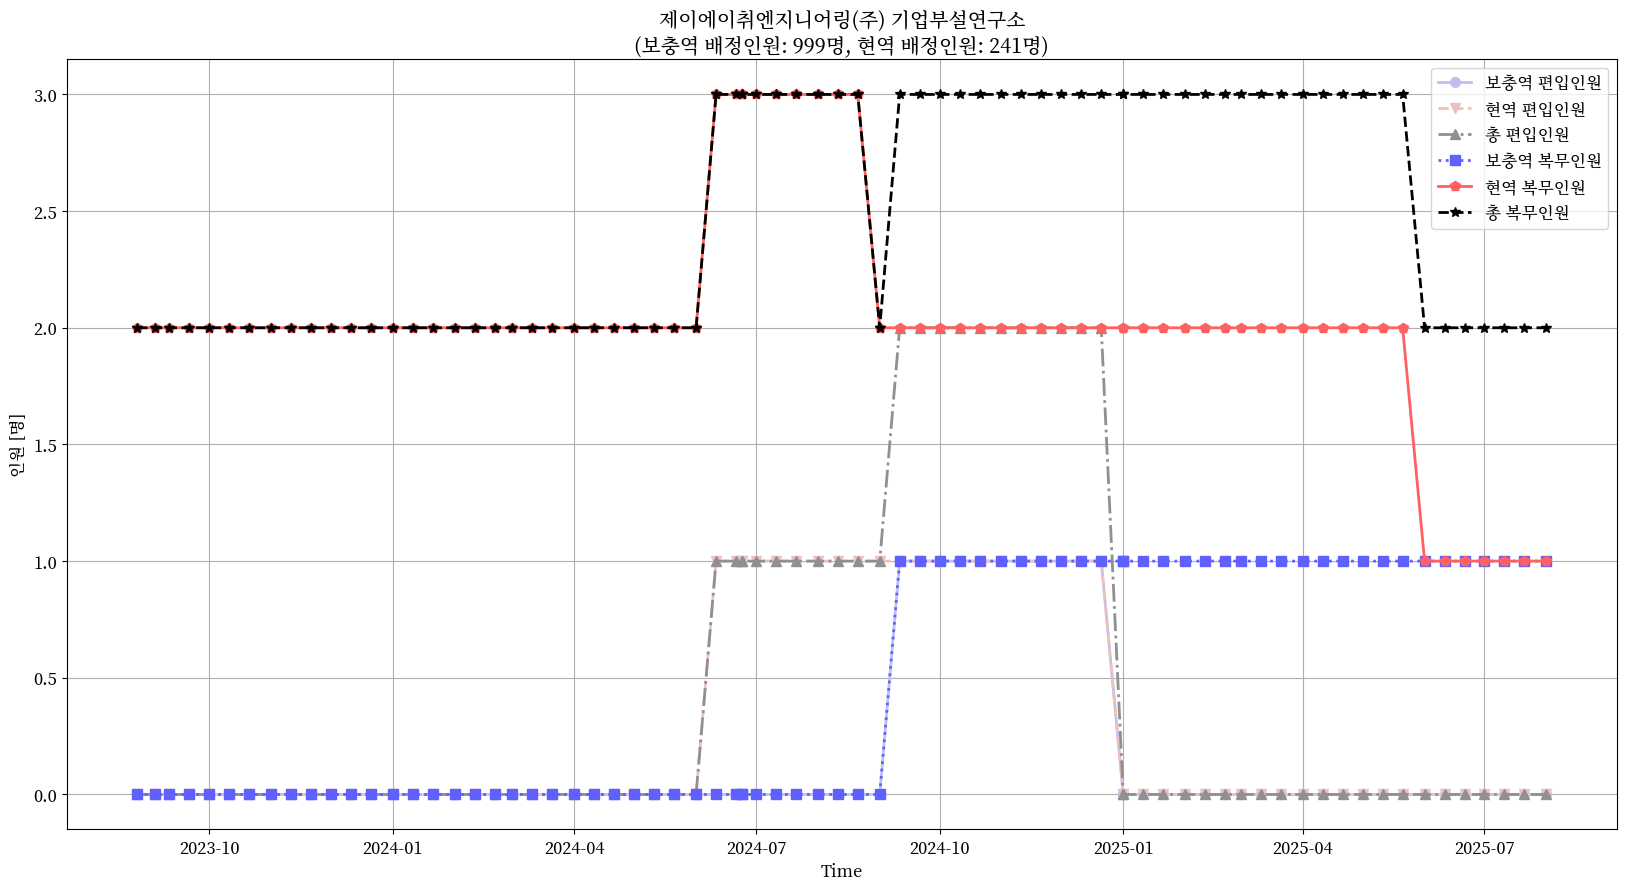 제이에이취엔지니어링(주) 기업부설연구소
(보충역 배정인원: 999명, 현역 배정인원: 241명)
보충역 편입인원
현역 편입인원
총 편입인원
보충역 복무인원
현역 복무인원
총 복무인원
인원 [명]
3.0
2.5
2.0
1.5
1.0
0.5
0.0
2023-10
2024-01
2024-04
2024-07
2024-10
2025-01
2025-04
2025-07
Time